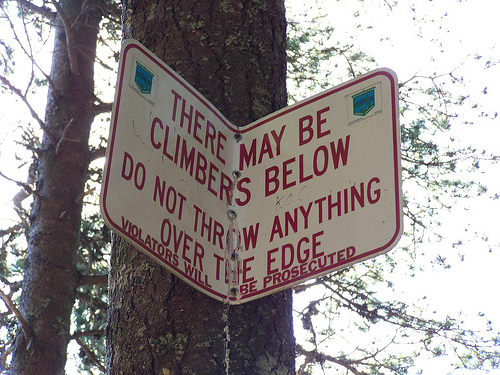 THERE MAY BE
CLIMBERS BELOW
DO NOT THROW ANYTHING
OVER THE EDGE
VIOLATORS WILL BE PROSECUTED